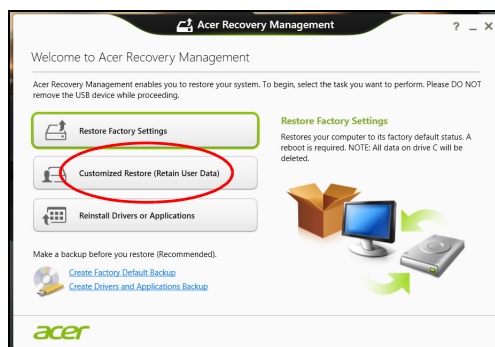 Acer Recovery Management
? _ X
Welcome to Acer Recovery Management
Acer Recovery Management enables you to restore your system. To begin, select the task you want to perform. Please DO NOT
remove the USB device while proceeding.
Restore Factory Settings
Customized Restore (Retain User Data)
Reinstall Drivers or Applications
Restore Factory Settings
Restores your computer to its factory default status. A
reboot is required. NOTE: All data on drive C will be
deleted.
Make a backup before you restore (Recommended).
Create Factory Default Backup
Create Drivers and Applications Backup
acer